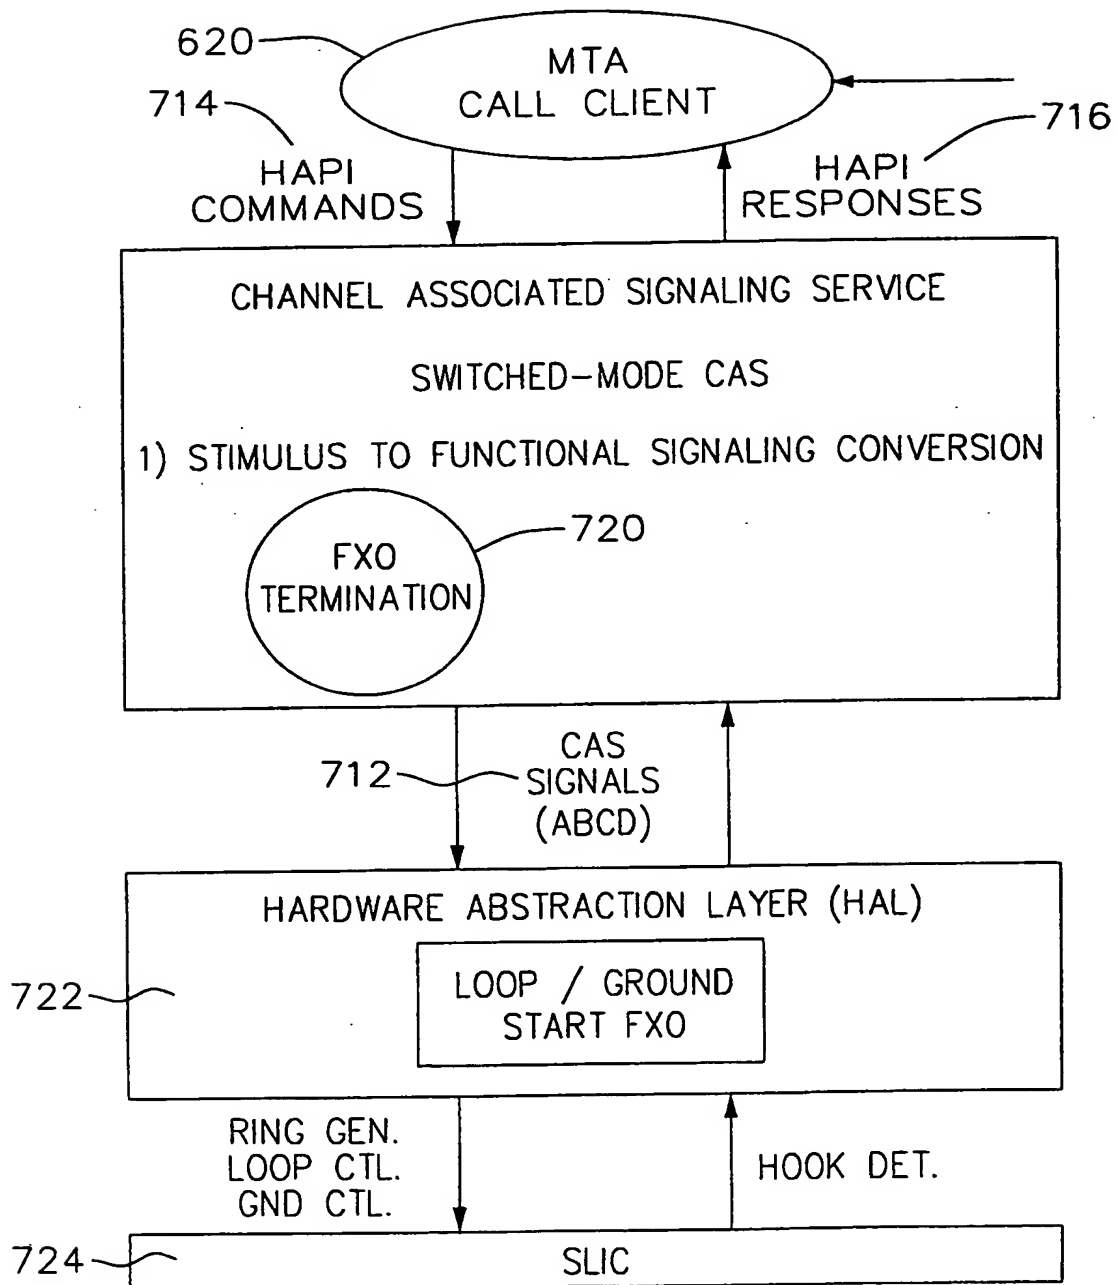 620
MTA
CALL CLIENT
714
716
HAPI
COMMANDS
HAPI
RESPONSES
CHANNEL ASSOCIATED SIGNALING SERVICE
SWITCHED-MODE CAS
1) STIMULUS TO FUNCTIONAL SIGNALING CONVERSION
720
FXO
TERMINATION
712
CAS
SIGNALS
(ABCD)
HARDWARE ABSTRACTION LAYER (HAL)
722
LOOP / GROUND
START FXO
RING GEN.
LOOP CTL.
GND CTL.
HOOK DET.
724
SLIC